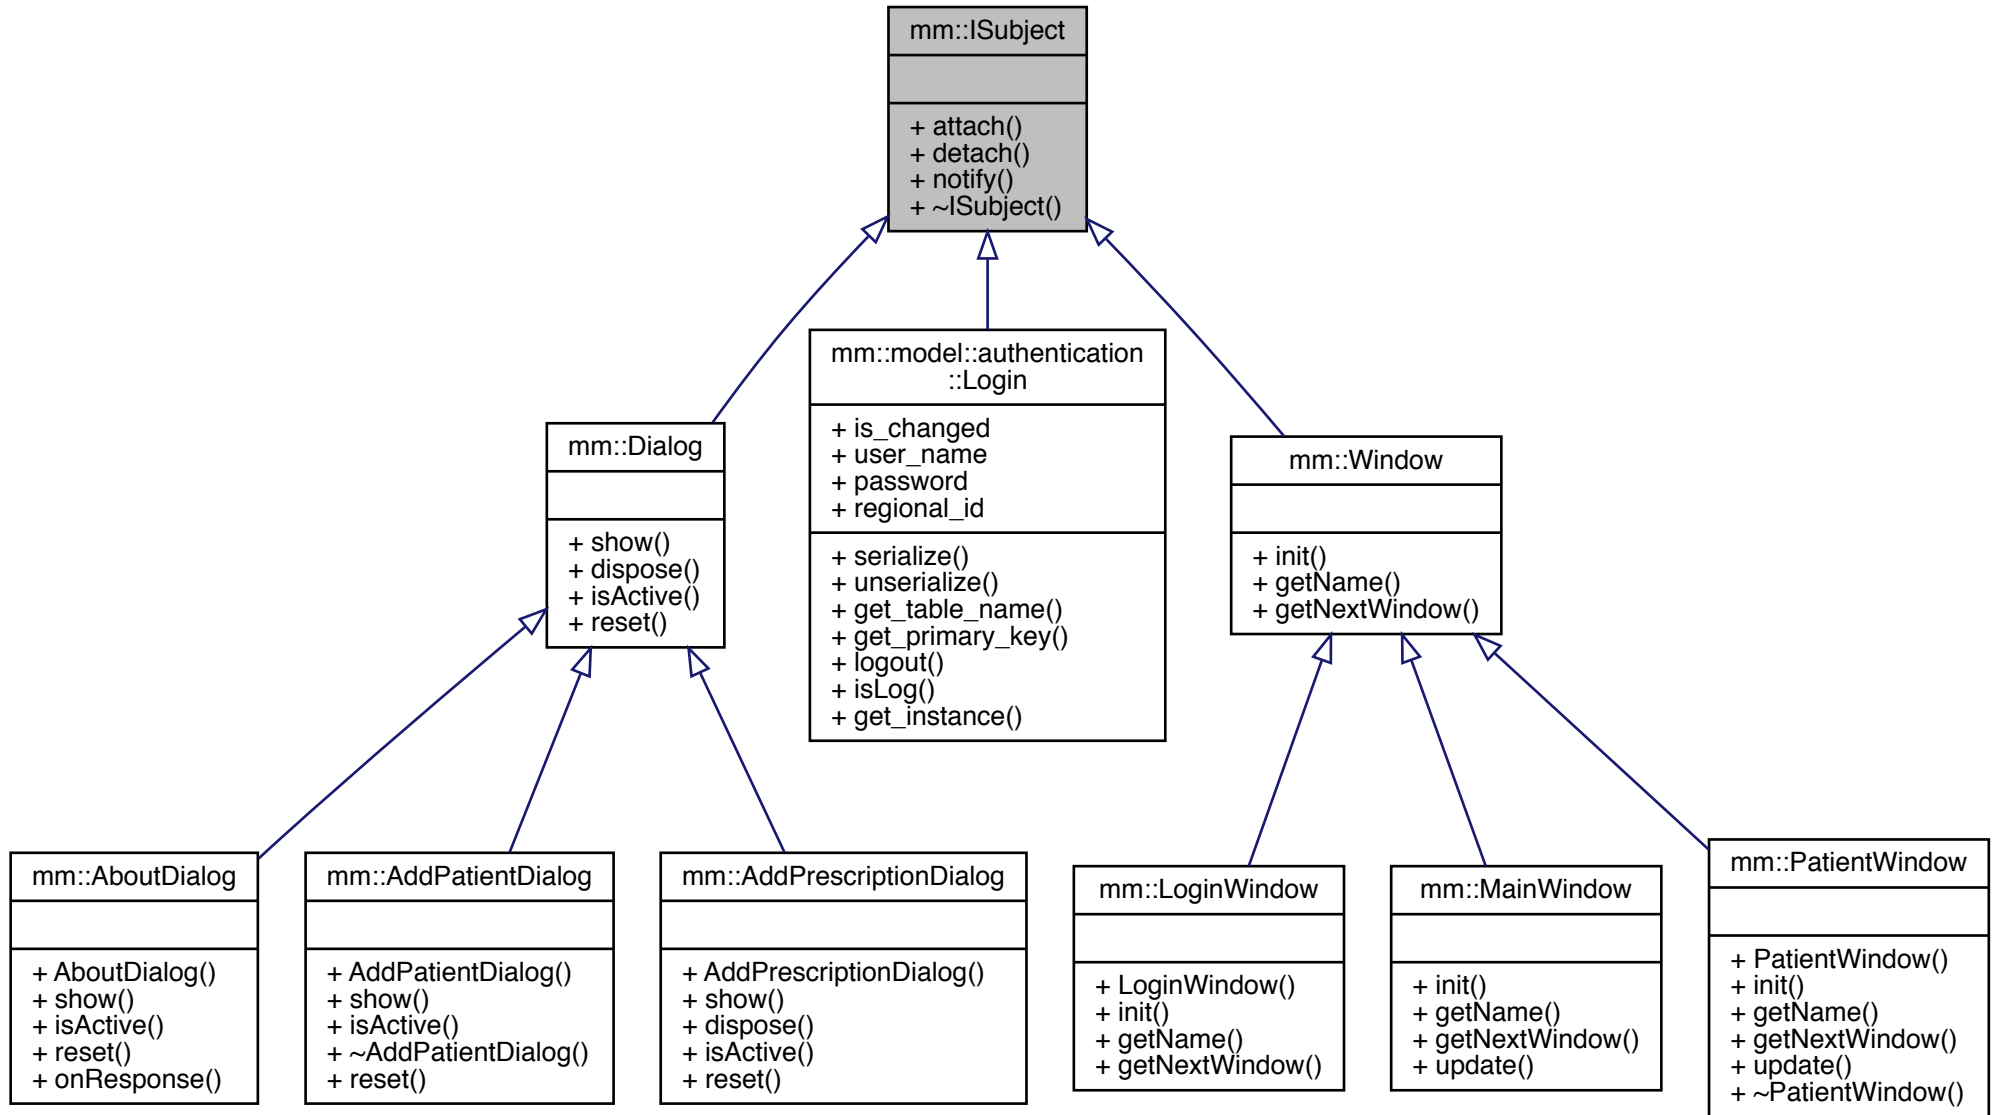 mm::ISubject
+ attach()
+ detach()
+ notify()
+ ~ISubject()
mm::Dialog
+ show()
+ dispose()
+ isActive()
+ reset()
mm::model::authentication
::Login
+ is_changed
+ user_name
+ password
+ regional_id
+ serialize()
+ unserialize()
+ get_table_name()
+ get_primary_key()
+ logout()
+ isLog()
+ get_instance()
mm::Window
+ init()
+ getName()
+ getNextWindow()
mm::AboutDialog
+ AboutDialog()
+ show()
+ isActive()
+ reset()
+ onResponse()
mm::AddPatientDialog
+ AddPatientDialog()
+ show()
+ isActive()
+ ~AddPatientDialog()
+ reset()
mm::AddPrescriptionDialog
+ AddPrescriptionDialog()
+ show()
+ dispose()
+ isActive()
+ reset()
mm::LoginWindow
+ LoginWindow()
+ init()
+ getName()
+ getNextWindow()
mm::MainWindow
+ init()
+ getName()
+ getNextWindow()
+ update()
mm::PatientWindow
+ PatientWindow()
+ init()
+ getName()
+ getNextWindow()
+ update()
+ ~PatientWindow()